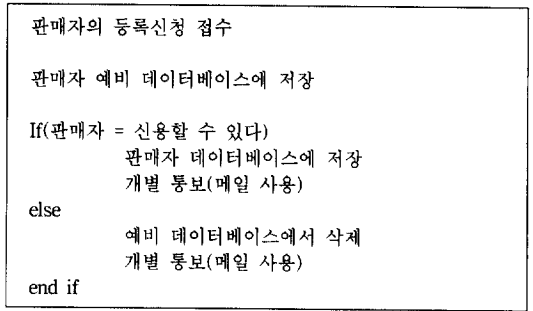 판매자의 등록신청 접수
판매자 예비 데이터베이스에 저장
If(판매자 = 신용할 수 있다)
판매자 데이터베이스에 저장
개별 통보(메일 사용)
else
예비 데이터베이스에서 삭제
개별 통보(메일 사용)
end if